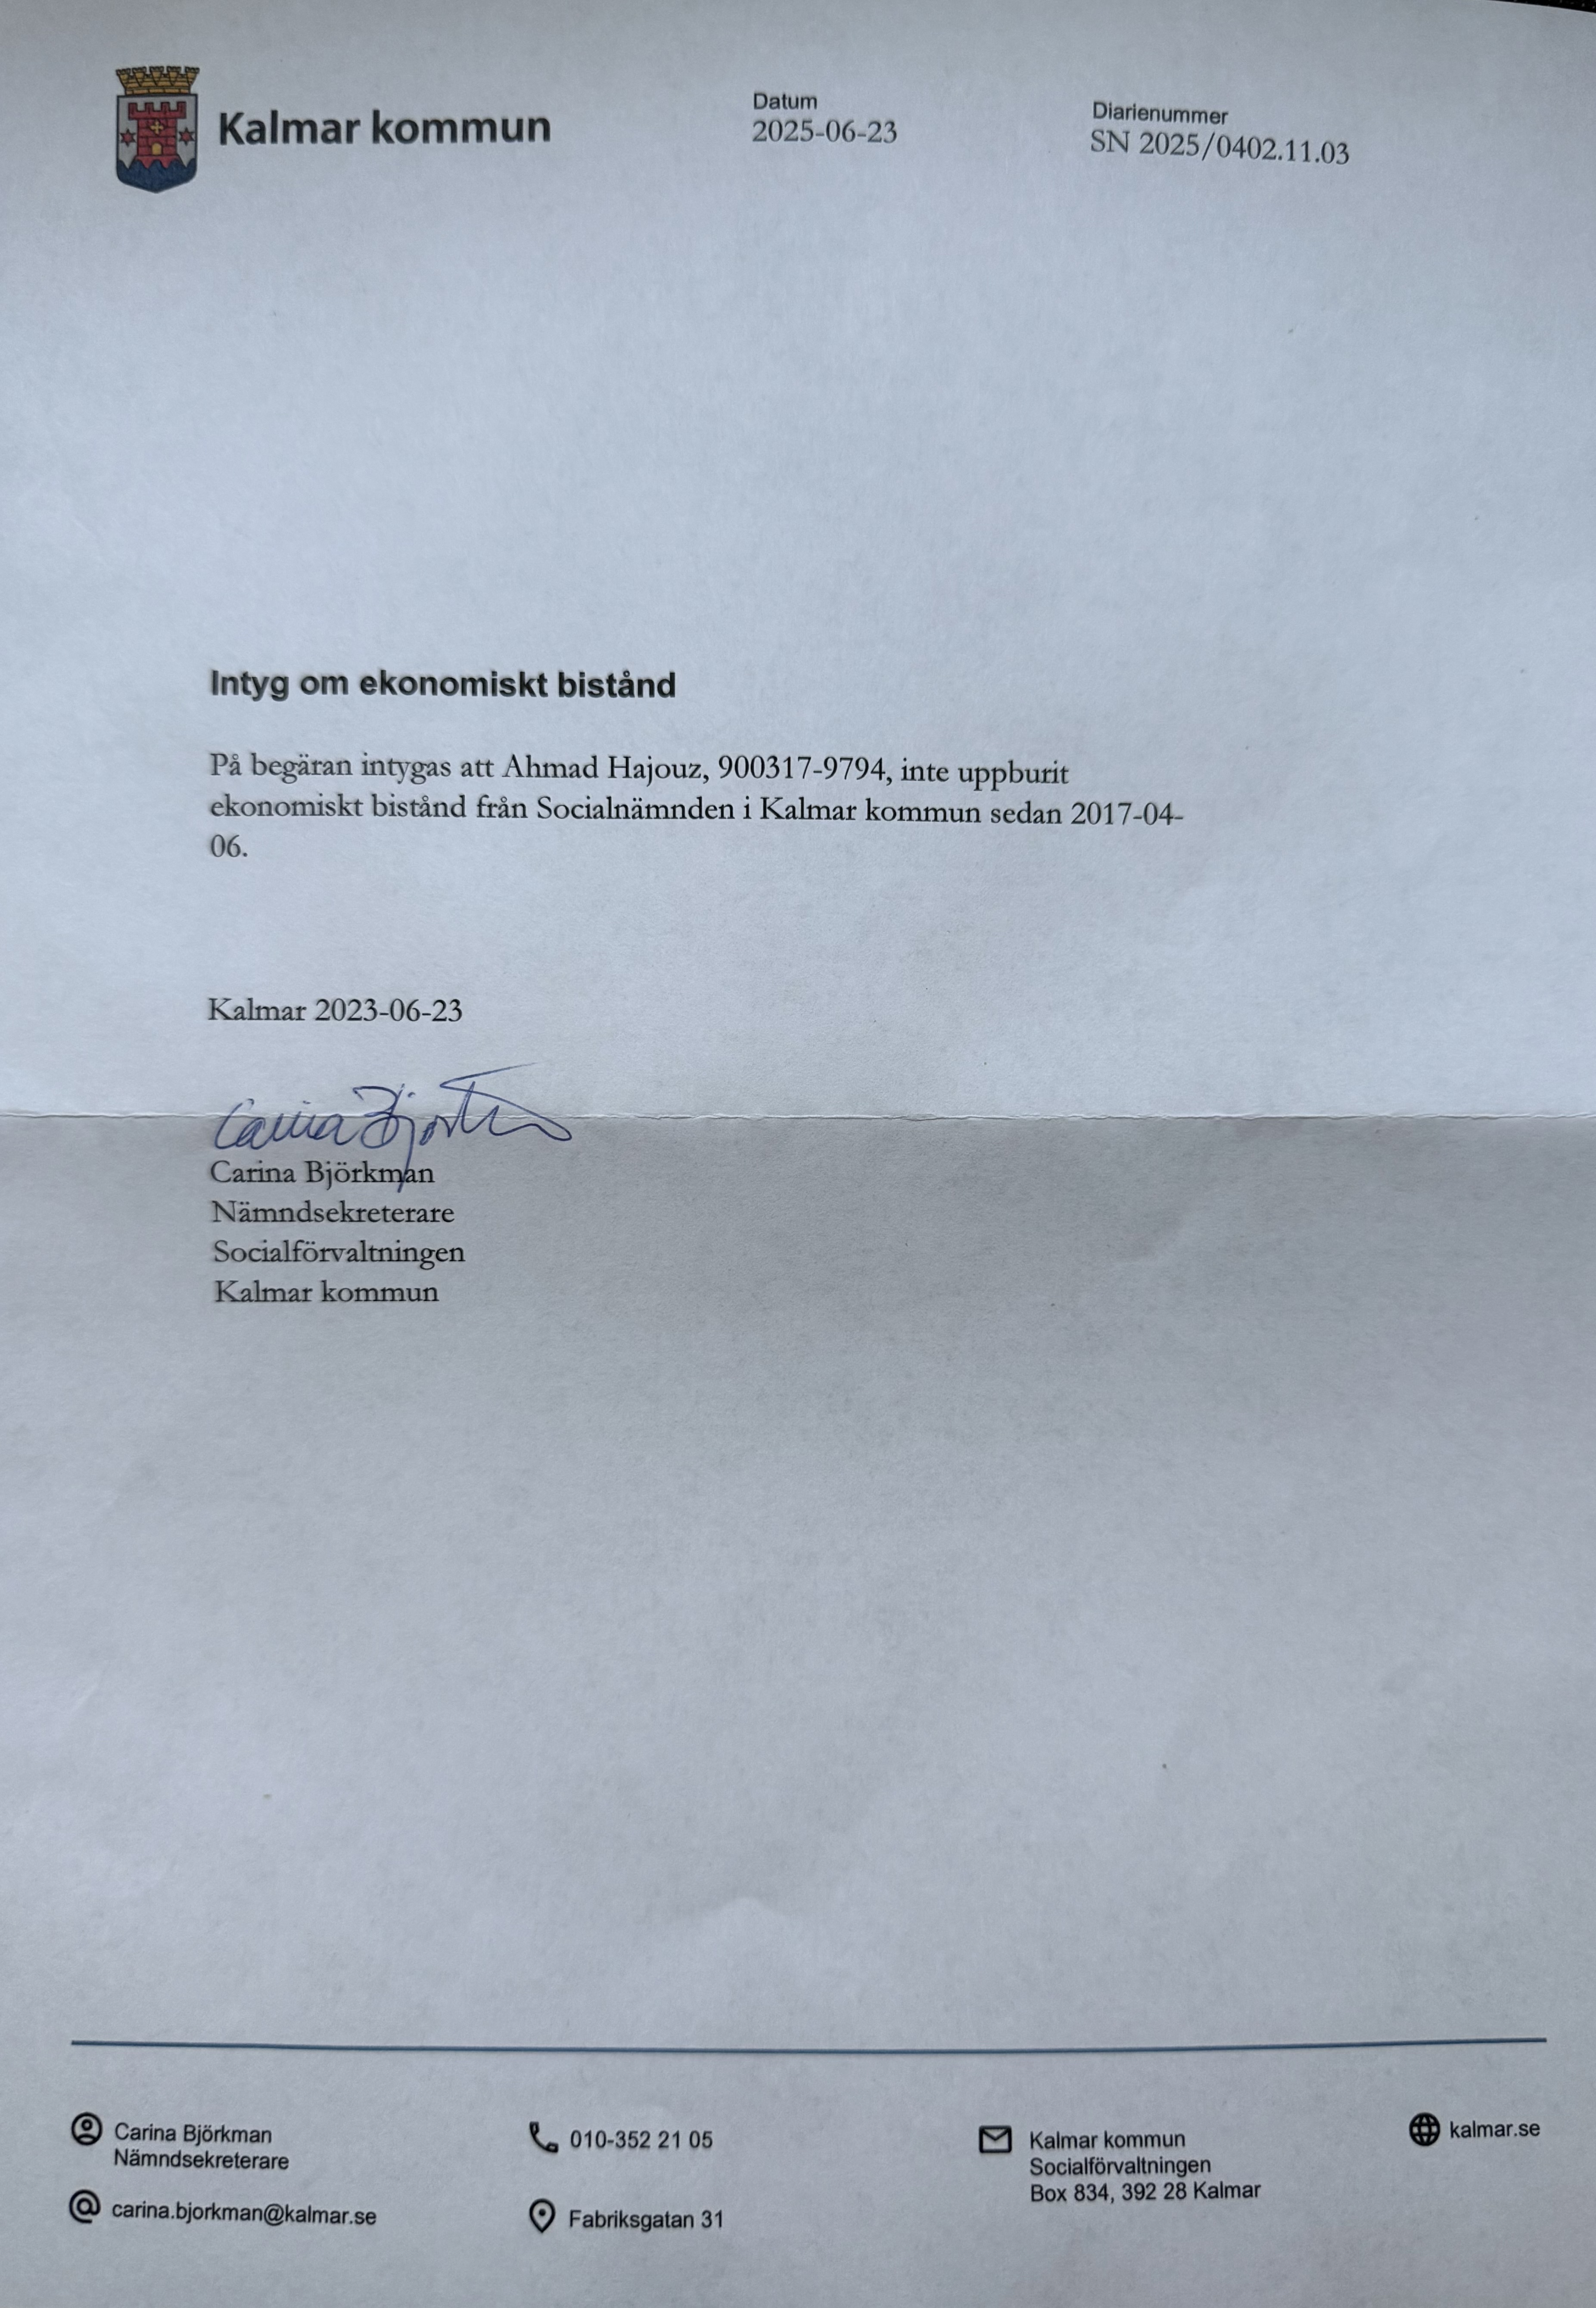 Kalmar kommun
Datum
2025-06-23
Diarienummer
SN 2025/0402.11.03
Intyg om ekonomiskt bistånd
På begäran intygas att Ahmad Hajouz, 900317-9794, inte uppburit
ekonomiskt bistånd från Socialnämnden i Kalmar kommun sedan 2017-04-
06.
Kalmar 2023-06-23
Carina Björkman
Nämndsekreterare
Socialförvaltningen
Kalmar kommun
Carina Björkman
Nämndsekreterare
carina.bjorkman@kalmar.se
010-352 21 05
Fabriksgatan 31
Kalmar kommun
Socialförvaltningen
Box 834, 392 28 Kalmar
kalmar.se